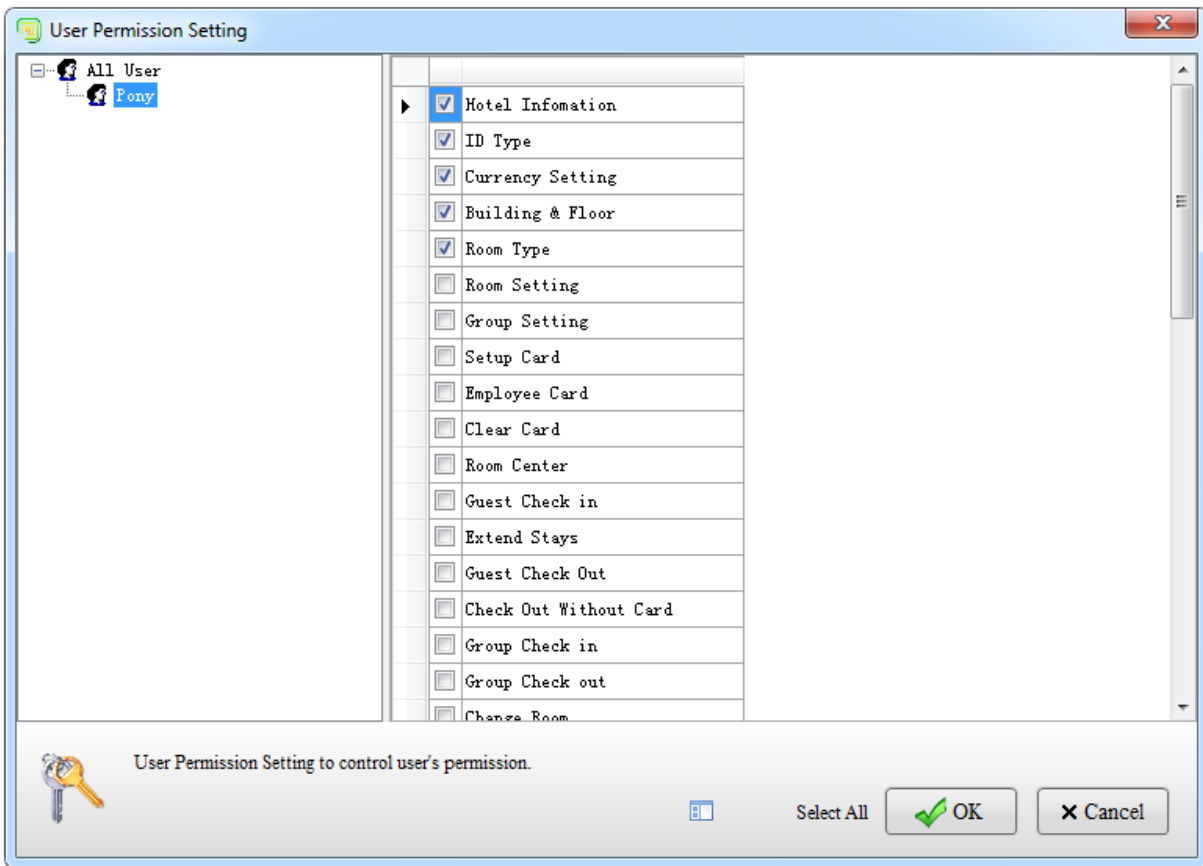 User Permission Setting
All User
Pony
Hotel Infomation
ID Type
Currency Setting
Building & Floor
Room Type
Room Setting
Group Setting
Setup Card
Employee Card
Clear Card
Room Center
Guest Check in
Extend Stays
Guest Check Out
Check Out Without Card
Group Check in
Group Check out
Change Room
User Permission Setting to control user's permission.
Select All
OK
Cancel